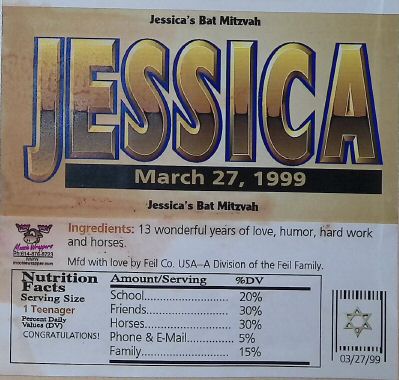 Jessica's Bat Mitzvah
JESSICA
March 27, 1999
Jessica's Bat Mitzvah
Ingredients: 13 wonderful years of love, humor, hard work
and horses.
Mfd with love by Feil Co. USA–A Division of the Feil Family.
Nutrition
Facts
Serving Size
1 Teenager
Percent Daily
Values (DV)
CONGRATULATIONS!
Amount/Serving %DV
School................. 20%
Friends................ 30%
Horses................. 30%
Phone & E-Mail..... 5%
Family................. 15%
03/27/99